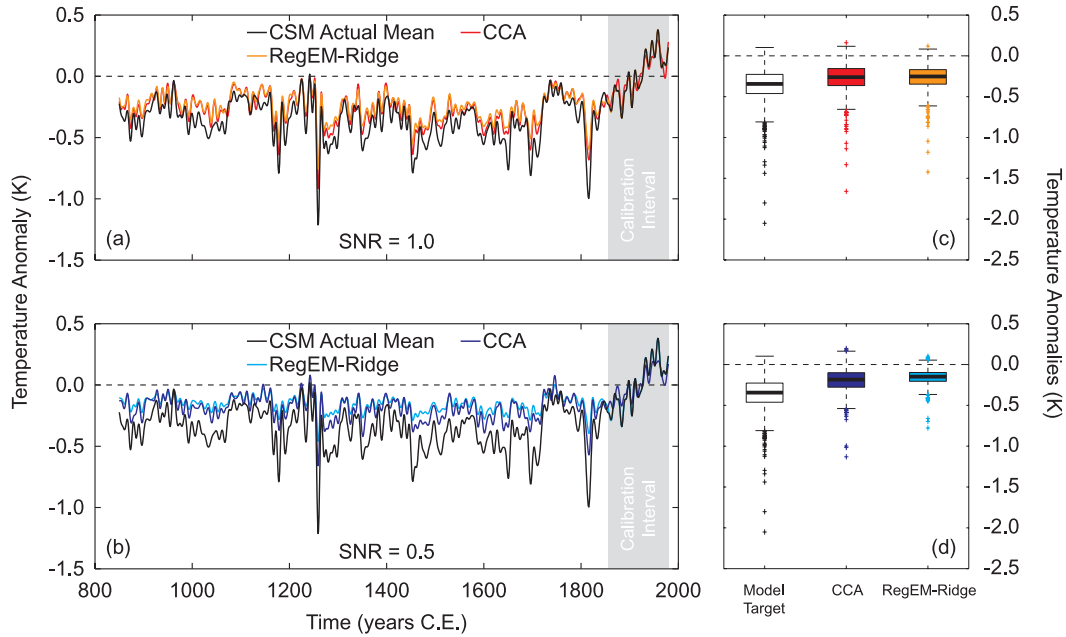 0.5
0.0
-0.5
-1.0
-1.5
CSM Actual Mean
CCA
RegEM-Ridge
(a)
SNR = 1.0
Calibration
Interval
0.5
0.0
-0.5
-1.0
-1.5
-2.0
-2.5
(c)
0.5
0.0
-0.5
-1.0
-1.5
CSM Actual Mean
CCA
RegEM-Ridge
(b)
SNR = 0.5
Calibration
Interval
800
1000
1200
1400
1600
1800
2000
Time (years C.E.)
Temperature Anomaly (K)
0.5
0.0
-0.5
-1.0
-1.5
-2.0
-2.5
(d)
Model
Target
CCA
RegEM-Ridge
Temperature Anomalies (K)